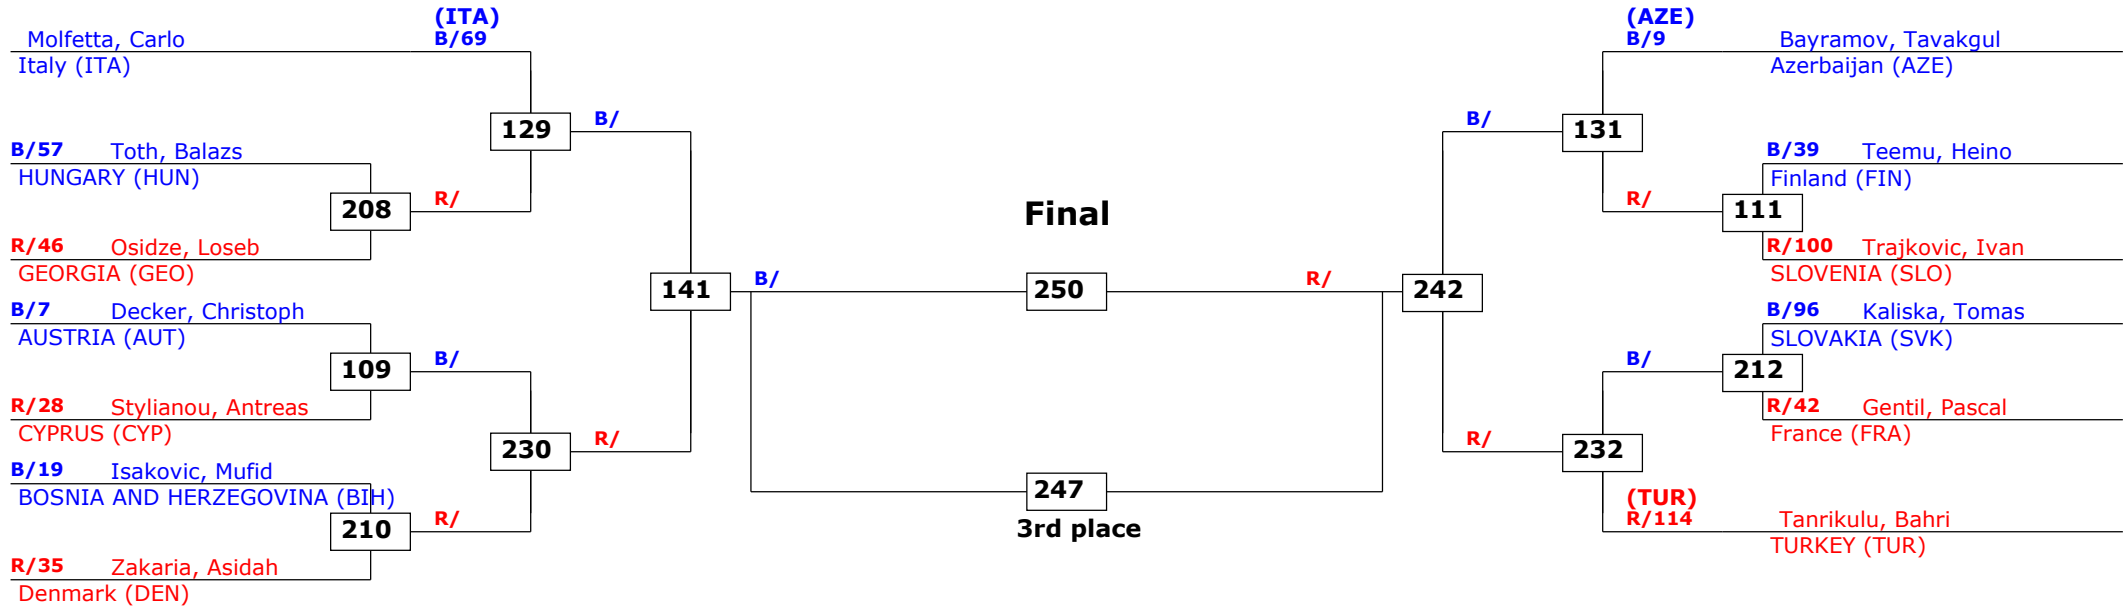 (ITA)
Molfetta, Carlo B/69
Italy (ITA)
129 B/
B/57 Toth, Balazs
HUNGARY (HUN)
208 R/
R/46 Osidze, Loseb
GEORGIA (GEO)
141 B/
B/7 Decker, Christoph
AUSTRIA (AUT)
109 B/
R/28 Stylianou, Antreas
CYPRUS (CYP)
230 R/
B/19 Isakovic, Mufid
BOSNIA AND HERZEGOVINA (BIH)
210 R/
R/35 Zakaria, Asidah
Denmark (DEN)
Final
250
247
3rd place
(AZE)
B/9 Bayramov, Tavakgul
Azerbaijan (AZE)
B/ 131
B/39 Teemu, Heino
Finland (FIN)
R/ 111
R/100 Trajkovic, Ivan
SLOVENIA (SLO)
R/ 242
B/96 Kaliska, Tomas
SLOVAKIA (SVK)
B/ 212
R/42 Gentil, Pascal
France (FRA)
R/ 232
(TUR)
R/114 Tanrikulu, Bahri
TURKEY (TUR)